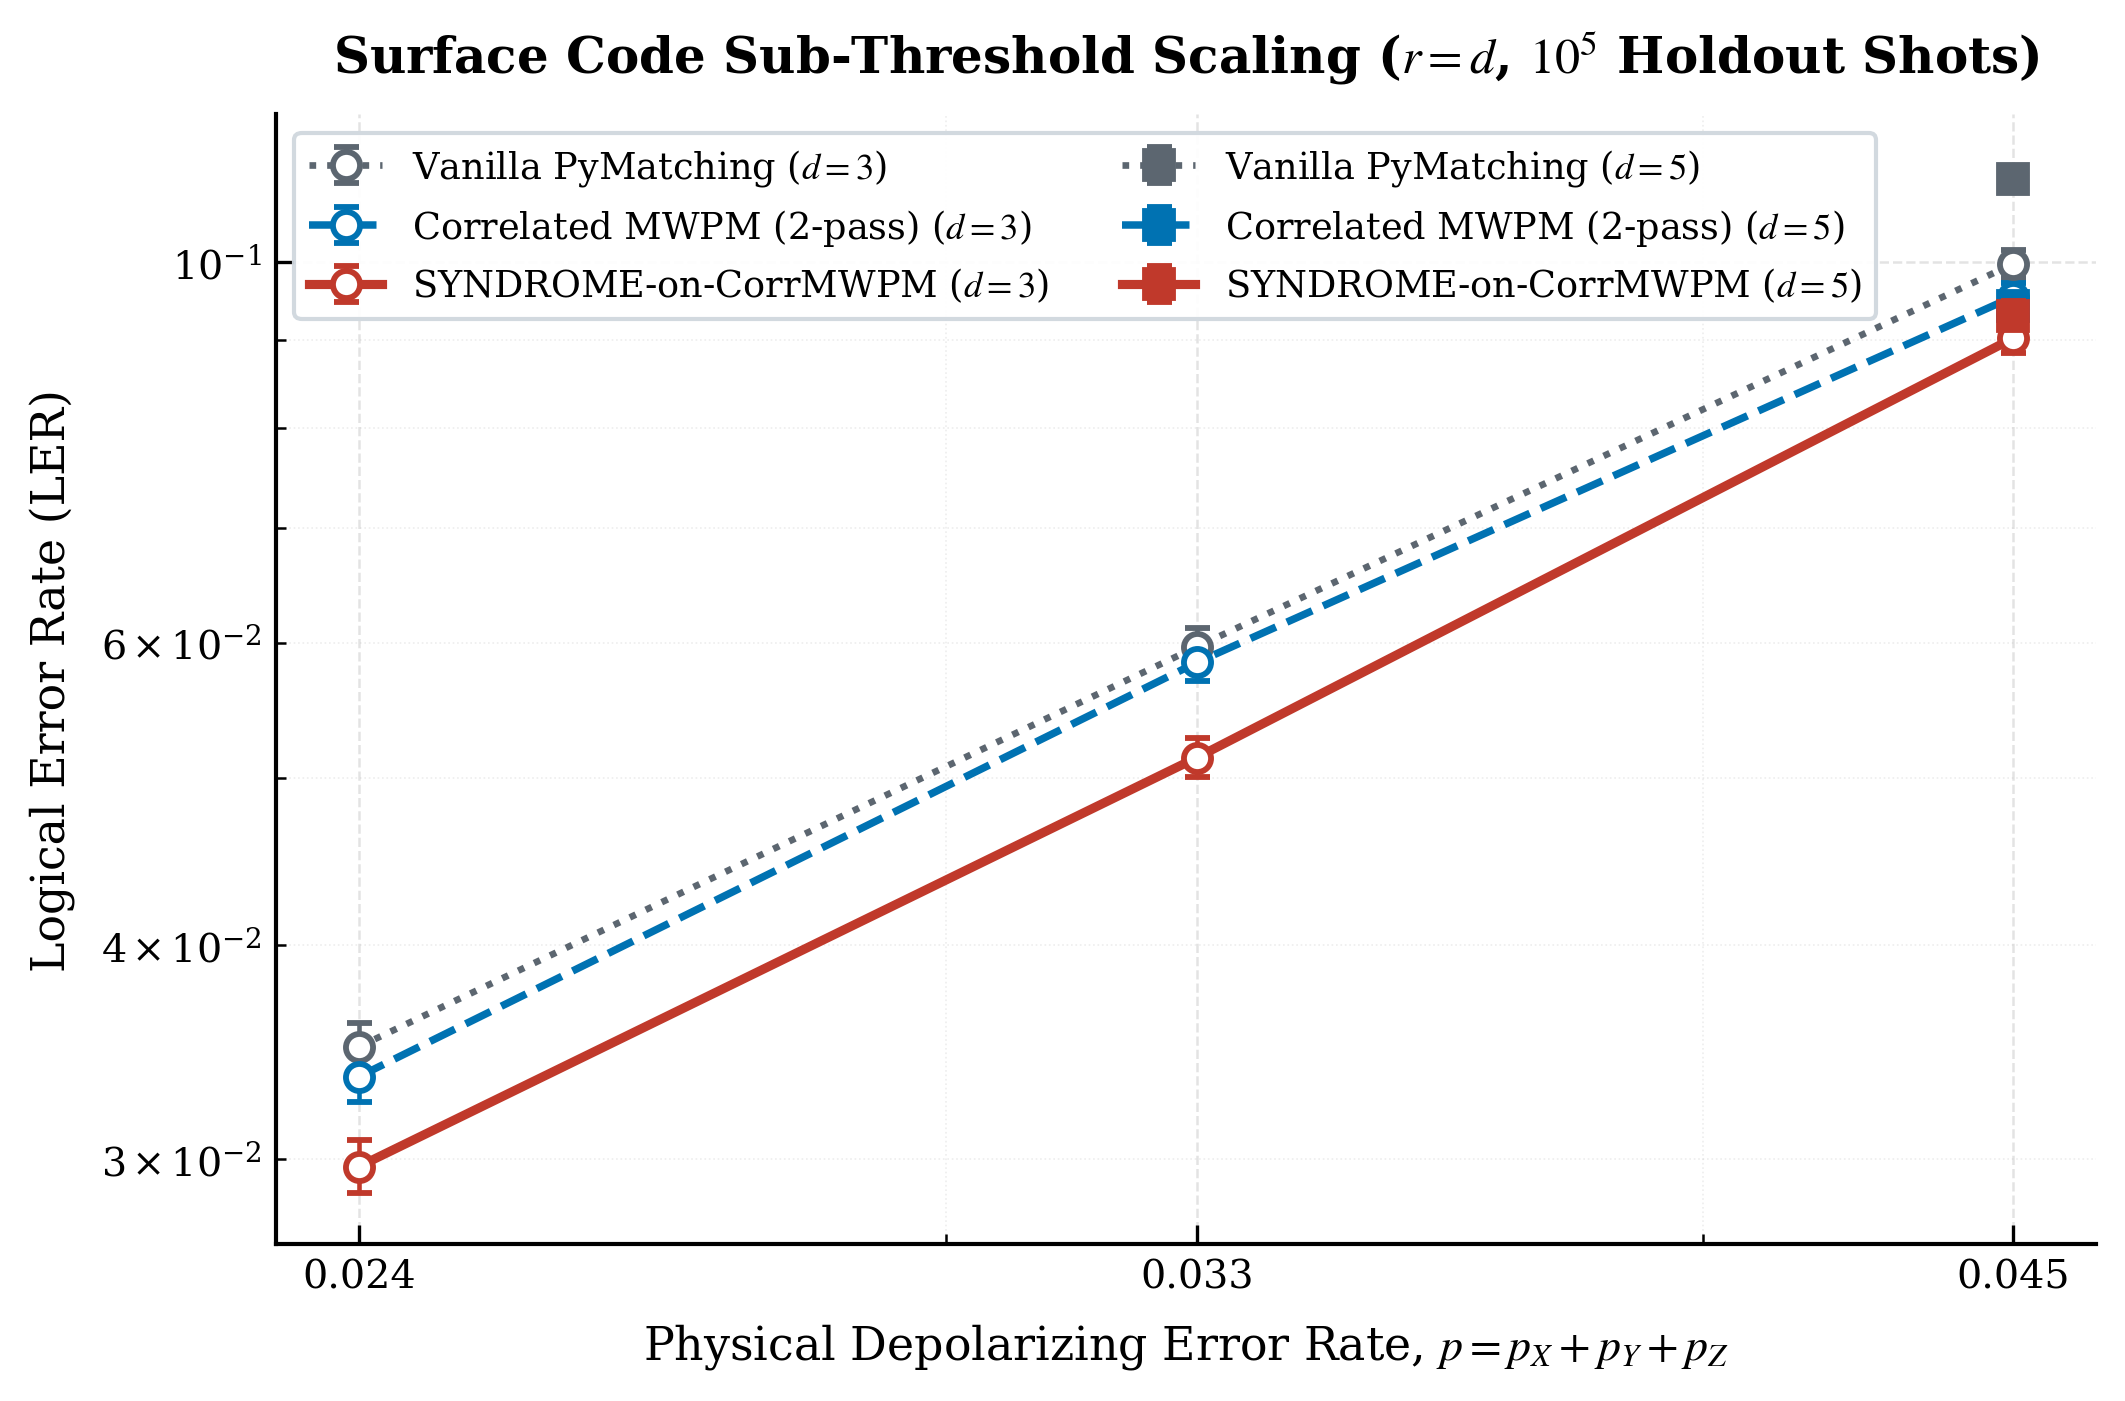 Surface Code Sub-Threshold Scaling (r = d, 10⁵ Holdout Shots)
Vanilla PyMatching (d = 3)
Correlated MWPM (2-pass) (d = 3)
SYNDROME-on-CorrMWPM (d = 3)
Vanilla PyMatching (d = 5)
Correlated MWPM (2-pass) (d = 5)
SYNDROME-on-CorrMWPM (d = 5)
Logical Error Rate (LER)
10⁻¹
6 × 10⁻²
4 × 10⁻²
3 × 10⁻²
0.024
0.033
0.045
Physical Depolarizing Error Rate, p = p_X + p_Y + p_Z